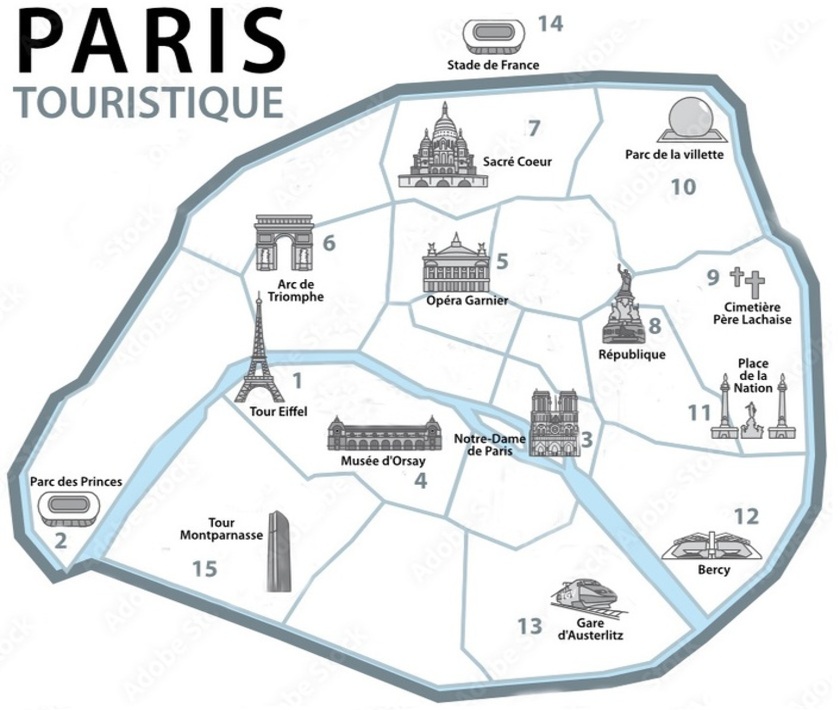 PARIS
TOURISTIQUE
14
Stade de France
7
Sacré Coeur
Parc de la villette
10
6
Arc de
Triomphe
5
Opéra Garnier
9
Cimetière
Père Lachaise
8
République
Place
de la
Nation
11
1
Tour Eiffel
Musée d'Orsay
4
Notre-Dame
de Paris
3
Parc des Princes
2
Tour
Montparnasse
15
12
Bercy
13
Gare
d'Austerlitz
Adobe Stock